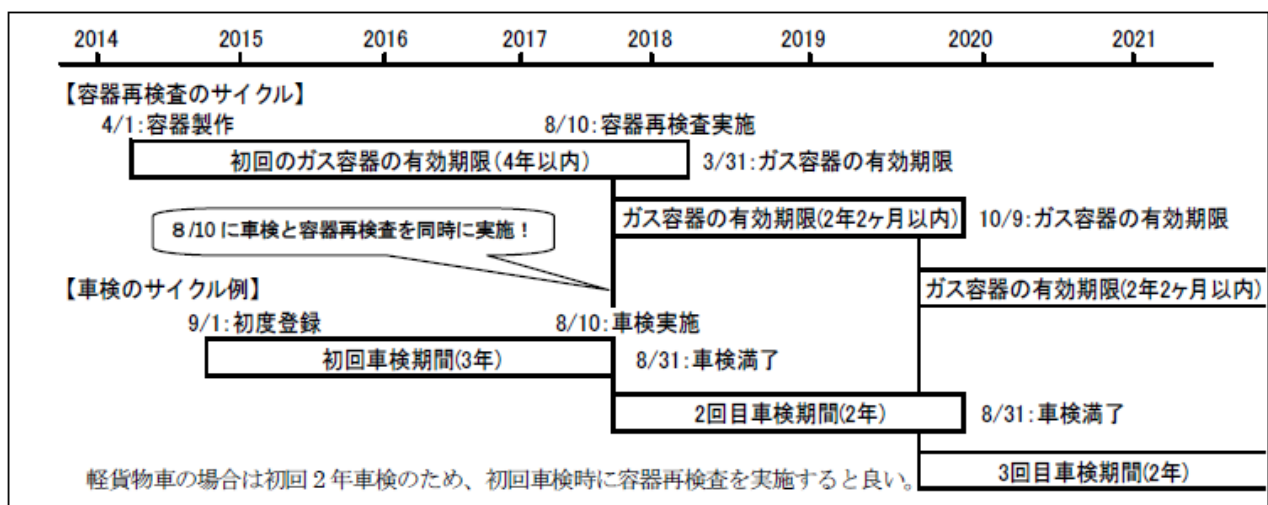 2014 2015 2016 2017 2018 2019 2020 2021
【容器再検査のサイクル】
4/1:容器製作 8/10:容器再検査実施
初回のガス容器の有効期限(4年以内) 3/31:ガス容器の有効期限
8/10に車検と容器再検査を同時に実施！ ガス容器の有効期限(2年2ヶ月以内) 10/9:ガス容器の有効期限
【車検のサイクル例】 ガス容器の有効期限(2年2ヶ月以内)
9/1:初度登録 8/10:車検実施
初回車検期間(3年) 8/31:車検満了
2回目車検期間(2年) 8/31:車検満了
軽貨物車の場合は初回2年車検のため、初回車検時に容器再検査を実施すると良い。 3回目車検期間(2年)